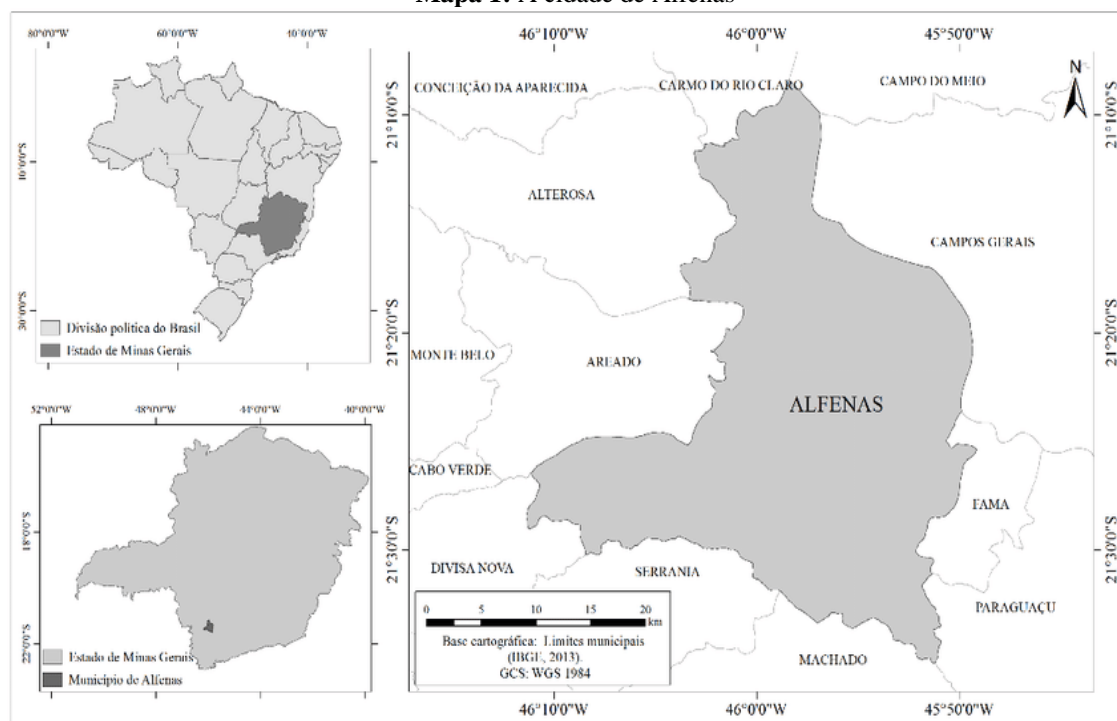 Mapa 1: A cidade de Alfenas
80°0'0"W 60°0'0"W 40°0'0"W
10°0'0"S
30°0'0"S
Divisão política do Brasil
Estado de Minas Gerais
52°0'0"W 48°0'0"W 44°0'0"W 40°0'0"W
18°0'0"S
22°0'0"S
Estado de Minas Gerais
Município de Alfenas
46°10'0"W 46°0'0"W 45°50'0"W
N
CONCEIÇÃO DA APARECIDA
CARMO DO RIO CLARO
CAMPO DO MEIO
21°10'0"S 21°10'0"S
ALTEROSA
CAMPOS GERAIS
21°20'0"S 21°20'0"S
MONTE BELO
AREADO
ALFENAS
CABO VERDE
FAMA
21°30'0"S 21°30'0"S
DIVISA NOVA
SERRANIA
PARAGUAÇU
MACHADO
0 5 10 15 20
km
Base cartográfica: Limites municipais
(IBGE, 2013).
GCS: WGS 1984
46°10'0"W 46°0'0"W 45°50'0"W